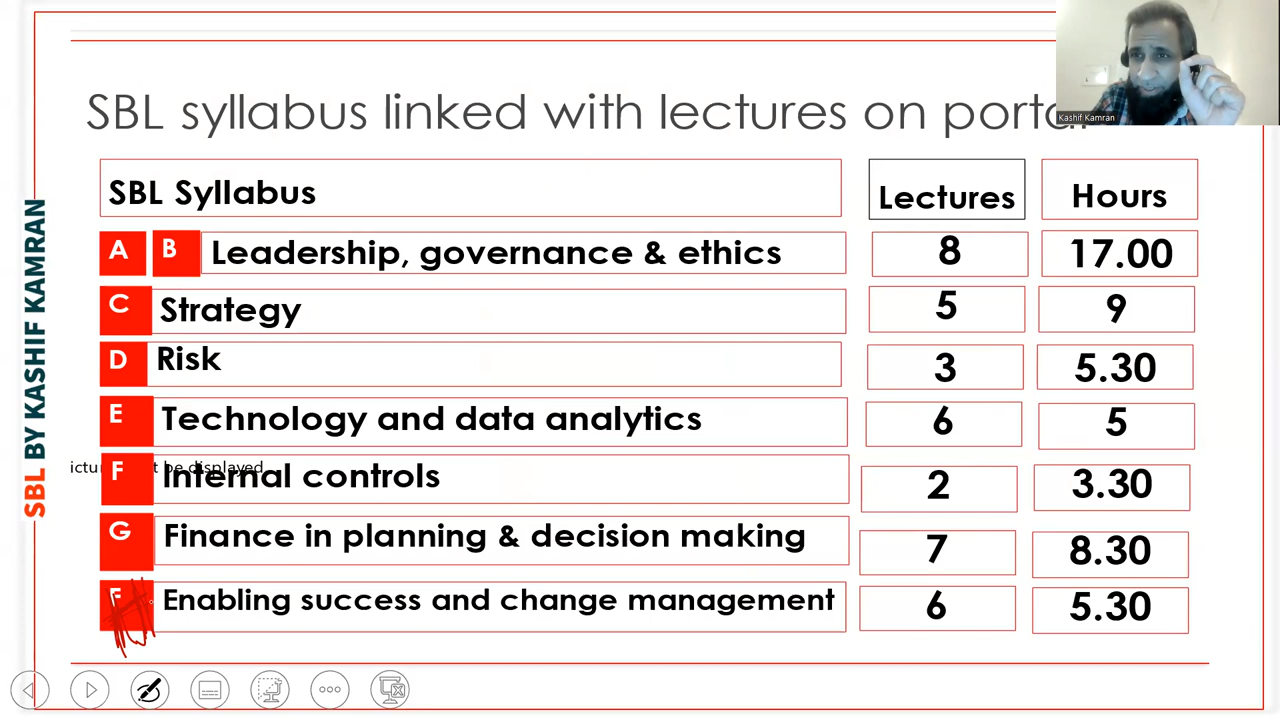 SBL syllabus linked with lectures on porta
Kashif Kamran
SBL BY KASHIF KAMRAN
SBL Syllabus Lectures Hours
A B Leadership, governance & ethics 8 17.00
C Strategy 5 9
D Risk 3 5.30
E Technology and data analytics 6 5
be displayed
F Internal controls 2 3.30
G Finance in planning & decision making 7 8.30
H Enabling success and change management 6 5.30